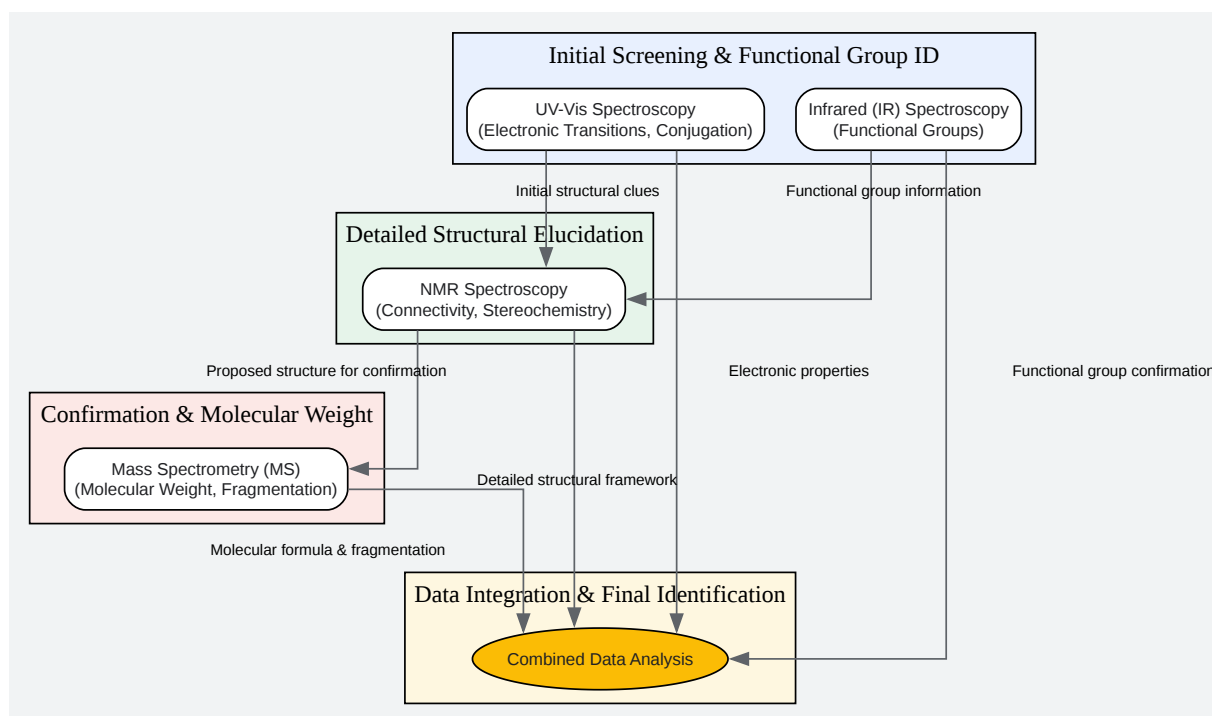 Initial Screening & Functional Group ID
UV-Vis Spectroscopy
(Electronic Transitions, Conjugation)
Infrared (IR) Spectroscopy
(Functional Groups)
Initial structural clues
Functional group information
Detailed Structural Elucidation
NMR Spectroscopy
(Connectivity, Stereochemistry)
Proposed structure for confirmation
Electronic properties
Functional group confirmation
Confirmation & Molecular Weight
Mass Spectrometry (MS)
(Molecular Weight, Fragmentation)
Detailed structural framework
Molecular formula & fragmentation
Data Integration & Final Identification
Combined Data Analysis